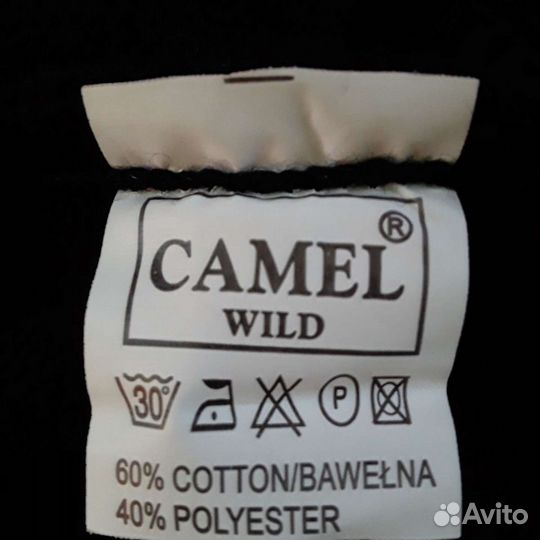 CAMEL®
WILD
30° P
60% COTTON/BAWEŁNA
40% POLYESTER
Avito